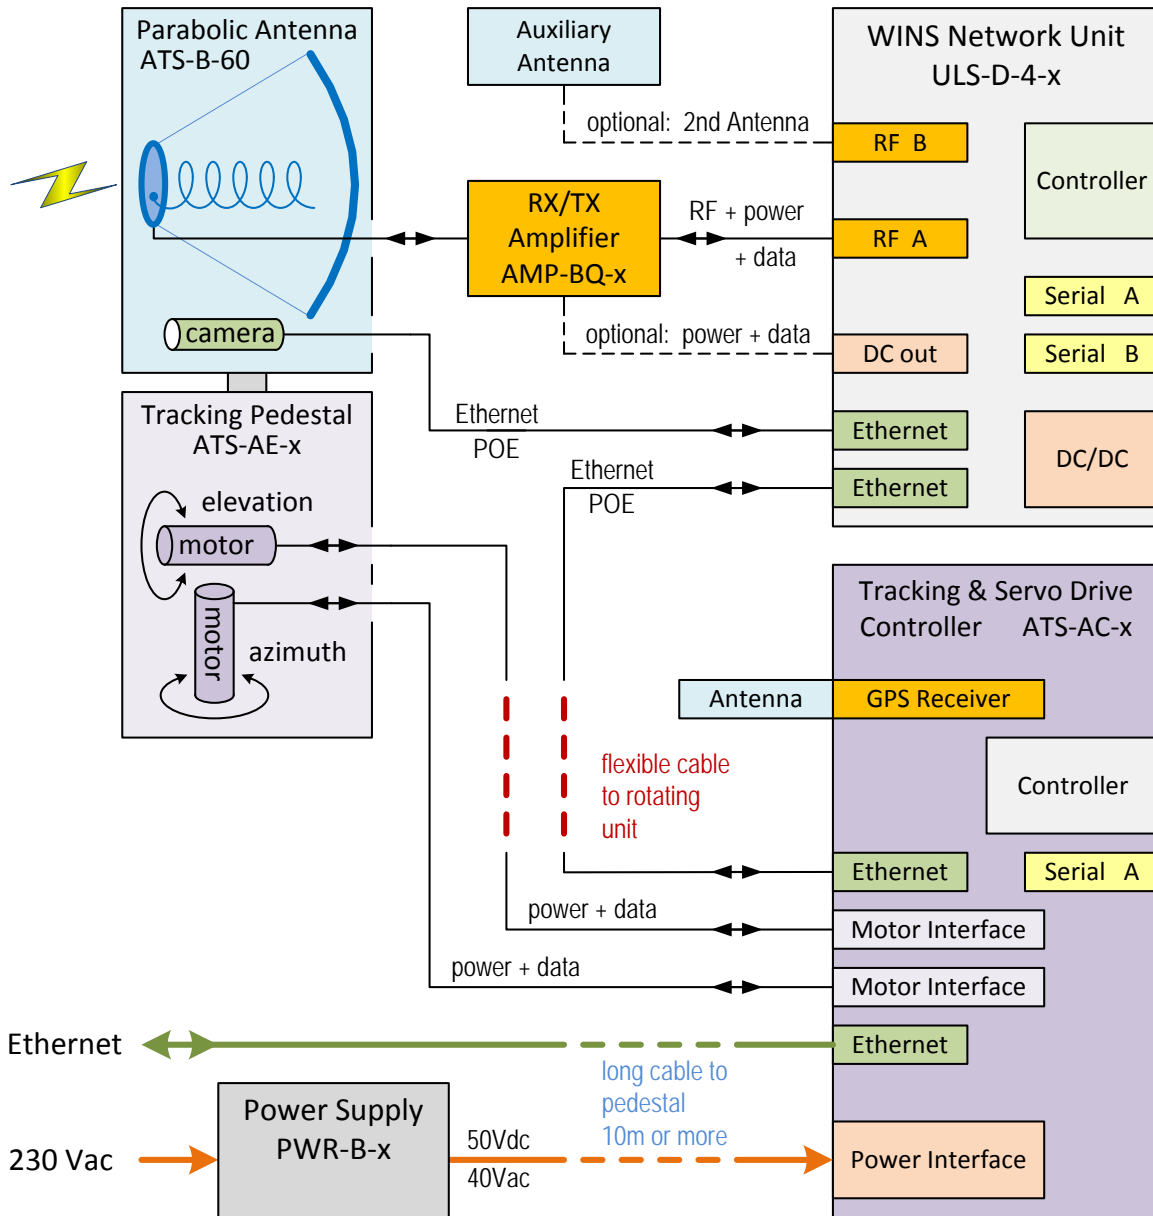 Parabolic Antenna
ATS-B-60
Auxiliary
Antenna
WINS Network Unit
ULS-D-4-x
optional: 2nd Antenna
RF B
Controller
RX/TX
Amplifier
AMP-BQ-x
RF + power
+ data
RF A
Serial A
camera
optional: power + data
DC out
Serial B
Tracking Pedestal
ATS-AE-x
Ethernet
POE
Ethernet
DC/DC
Ethernet
POE
Ethernet
elevation
motor
motor
azimuth
Tracking & Servo Drive
Controller ATS-AC-x
Antenna
GPS Receiver
flexible cable
to rotating
unit
Controller
Ethernet
Serial A
power + data
Motor Interface
power + data
Motor Interface
Ethernet
Ethernet
long cable to
pedestal
10m or more
Power Supply
PWR-B-x
230 Vac
50Vdc
40Vac
Power Interface